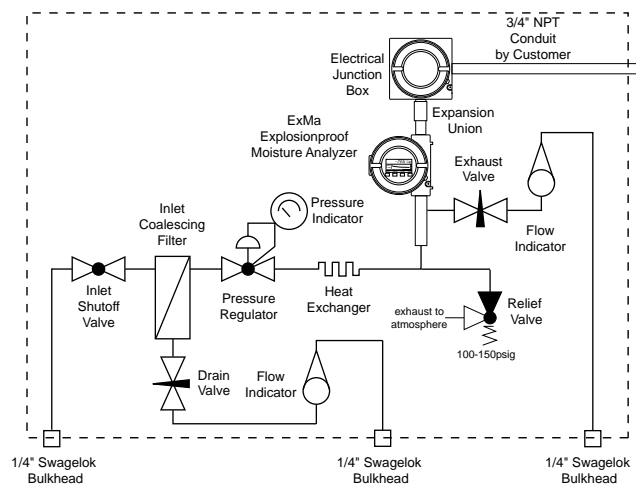 3/4" NPT
Conduit
by Customer
Electrical
Junction
Box
Expansion
Union
ExMa
Explosionproof
Moisture Analyzer
Exhaust
Valve
Flow
Indicator
Pressure
Indicator
Inlet
Coalescing
Filter
Inlet
Shutoff
Valve
Pressure
Regulator
Heat
Exchanger
exhaust to
atmosphere
Relief
Valve
100-150psig
Drain
Valve
Flow
Indicator
1/4" Swagelok
Bulkhead
1/4" Swagelok
Bulkhead
1/4" Swagelok
Bulkhead